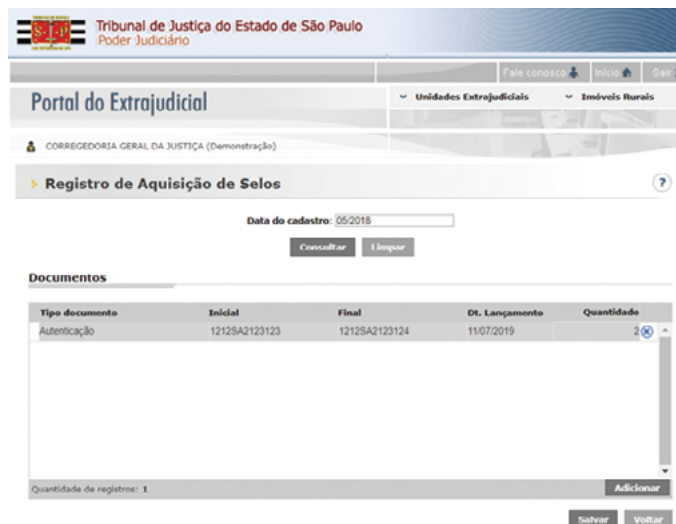 Tribunal de Justiça do Estado de São Paulo
Poder Judiciário
Fale conosco Início Sair
Portal do Extrajudicial
Unidades Extrajudiciais Imóveis Rurais
CORREGEDORIA GERAL DA JUSTIÇA (Demonstração)
Registro de Aquisição de Selos ?
Data do cadastro: 05/2018
Consultar Limpar
Documentos
Tipo documento Inicial Final Dt. Lançamento Quantidade
Autenticação 1212SA2123123 1212SA2123124 11/07/2019 2
Quantidade de registros: 1 Adicionar
Salvar Voltar